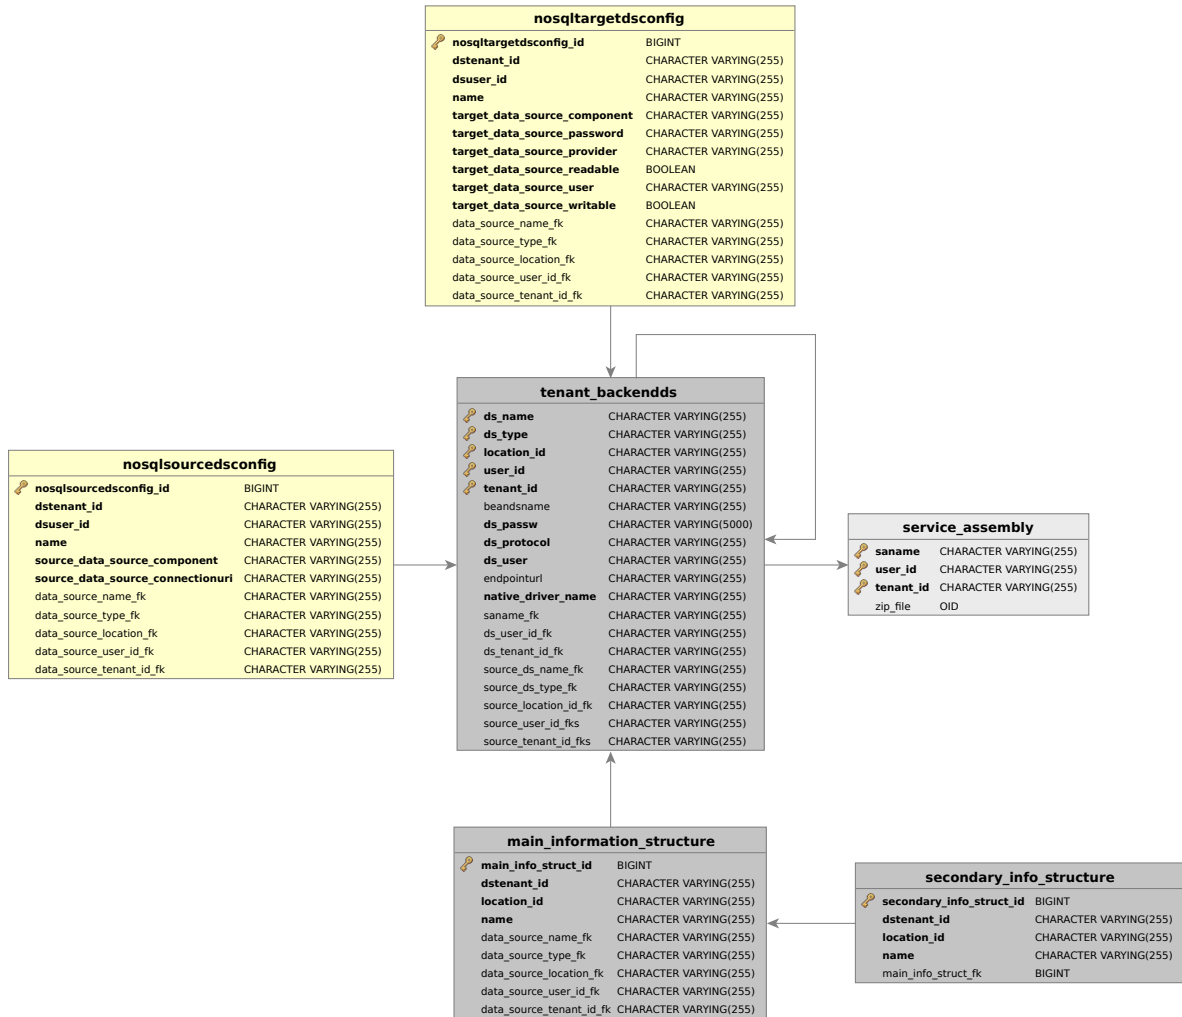 nosqltargetdsconfig
nosqltargetdsconfig_id BIGINT
dstenant_id CHARACTER VARYING(255)
dsuser_id CHARACTER VARYING(255)
name CHARACTER VARYING(255)
target_data_source_component CHARACTER VARYING(255)
target_data_source_password CHARACTER VARYING(255)
target_data_source_provider CHARACTER VARYING(255)
target_data_source_readable BOOLEAN
target_data_source_user CHARACTER VARYING(255)
target_data_source_writable BOOLEAN
data_source_name_fk CHARACTER VARYING(255)
data_source_type_fk CHARACTER VARYING(255)
data_source_location_fk CHARACTER VARYING(255)
data_source_user_id_fk CHARACTER VARYING(255)
data_source_tenant_id_fk CHARACTER VARYING(255)
tenant_backendds
ds_name CHARACTER VARYING(255)
ds_type CHARACTER VARYING(255)
location_id CHARACTER VARYING(255)
user_id CHARACTER VARYING(255)
tenant_id CHARACTER VARYING(255)
beandsname CHARACTER VARYING(255)
ds_passw CHARACTER VARYING(5000)
ds_protocol CHARACTER VARYING(255)
ds_user CHARACTER VARYING(255)
endpointurl CHARACTER VARYING(255)
native_driver_name CHARACTER VARYING(255)
saname_fk CHARACTER VARYING(255)
ds_user_id_fk CHARACTER VARYING(255)
ds_tenant_id_fk CHARACTER VARYING(255)
source_ds_name_fk CHARACTER VARYING(255)
source_ds_type_fk CHARACTER VARYING(255)
source_location_id_fk CHARACTER VARYING(255)
source_user_id_fks CHARACTER VARYING(255)
source_tenant_id_fks CHARACTER VARYING(255)
nosqlsourcedsconfig
nosqlsourcedsconfig_id BIGINT
dstenant_id CHARACTER VARYING(255)
dsuser_id CHARACTER VARYING(255)
name CHARACTER VARYING(255)
source_data_source_component CHARACTER VARYING(255)
source_data_source_connectionuri CHARACTER VARYING(255)
data_source_name_fk CHARACTER VARYING(255)
data_source_type_fk CHARACTER VARYING(255)
data_source_location_fk CHARACTER VARYING(255)
data_source_user_id_fk CHARACTER VARYING(255)
data_source_tenant_id_fk CHARACTER VARYING(255)
service_assembly
saname CHARACTER VARYING(255)
user_id CHARACTER VARYING(255)
tenant_id CHARACTER VARYING(255)
zip_file OID
main_information_structure
main_info_struct_id BIGINT
dstenant_id CHARACTER VARYING(255)
location_id CHARACTER VARYING(255)
name CHARACTER VARYING(255)
data_source_name_fk CHARACTER VARYING(255)
data_source_type_fk CHARACTER VARYING(255)
data_source_location_fk CHARACTER VARYING(255)
data_source_user_id_fk CHARACTER VARYING(255)
data_source_tenant_id_fk CHARACTER VARYING(255)
secondary_info_structure
secondary_info_struct_id BIGINT
dstenant_id CHARACTER VARYING(255)
location_id CHARACTER VARYING(255)
name CHARACTER VARYING(255)
main_info_struct_fk BIGINT